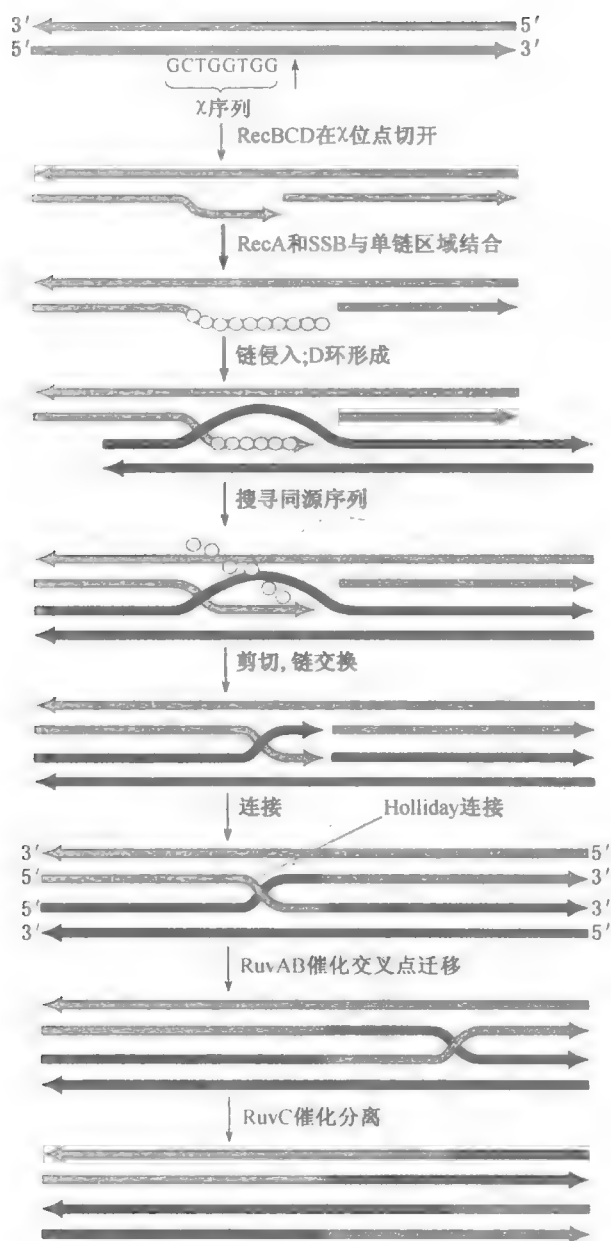 3′ 5′
5′ 3′
GCTGGTGG
χ序列
RecBCD在χ位点切开
RecA和SSB与单链区域结合
链侵入;D环形成
搜寻同源序列
剪切,链交换
连接 Holliday连接
3′ 5′
5′ 3′
5′ 3′
3′ 5′
RuvAB催化交叉点迁移
RuvC催化分离